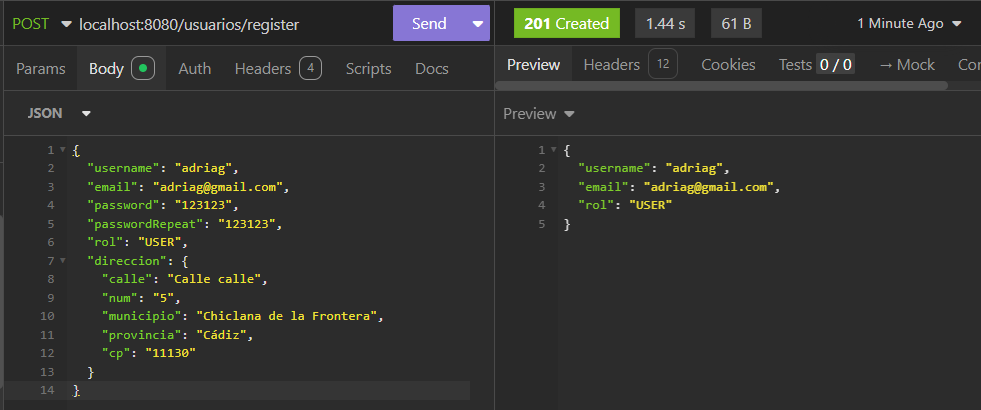 POST localhost:8080/usuarios/register Send 201 Created 1.44 s 61 B 1 Minute Ago
Params Body Auth Headers 4 Scripts Docs Preview Headers 12 Cookies Tests 0 / 0 → Mock Con
JSON Preview
1 {
2 "username": "adriag",
3 "email": "adriag@gmail.com",
4 "password": "123123",
5 "passwordRepeat": "123123",
6 "rol": "USER",
7 "direccion": {
8 "calle": "Calle calle",
9 "num": "5",
10 "municipio": "Chiclana de la Frontera",
11 "provincia": "Cádiz",
12 "cp": "11130"
13 }
14 }
1 {
2 "username": "adriag",
3 "email": "adriag@gmail.com",
4 "rol": "USER"
5 }